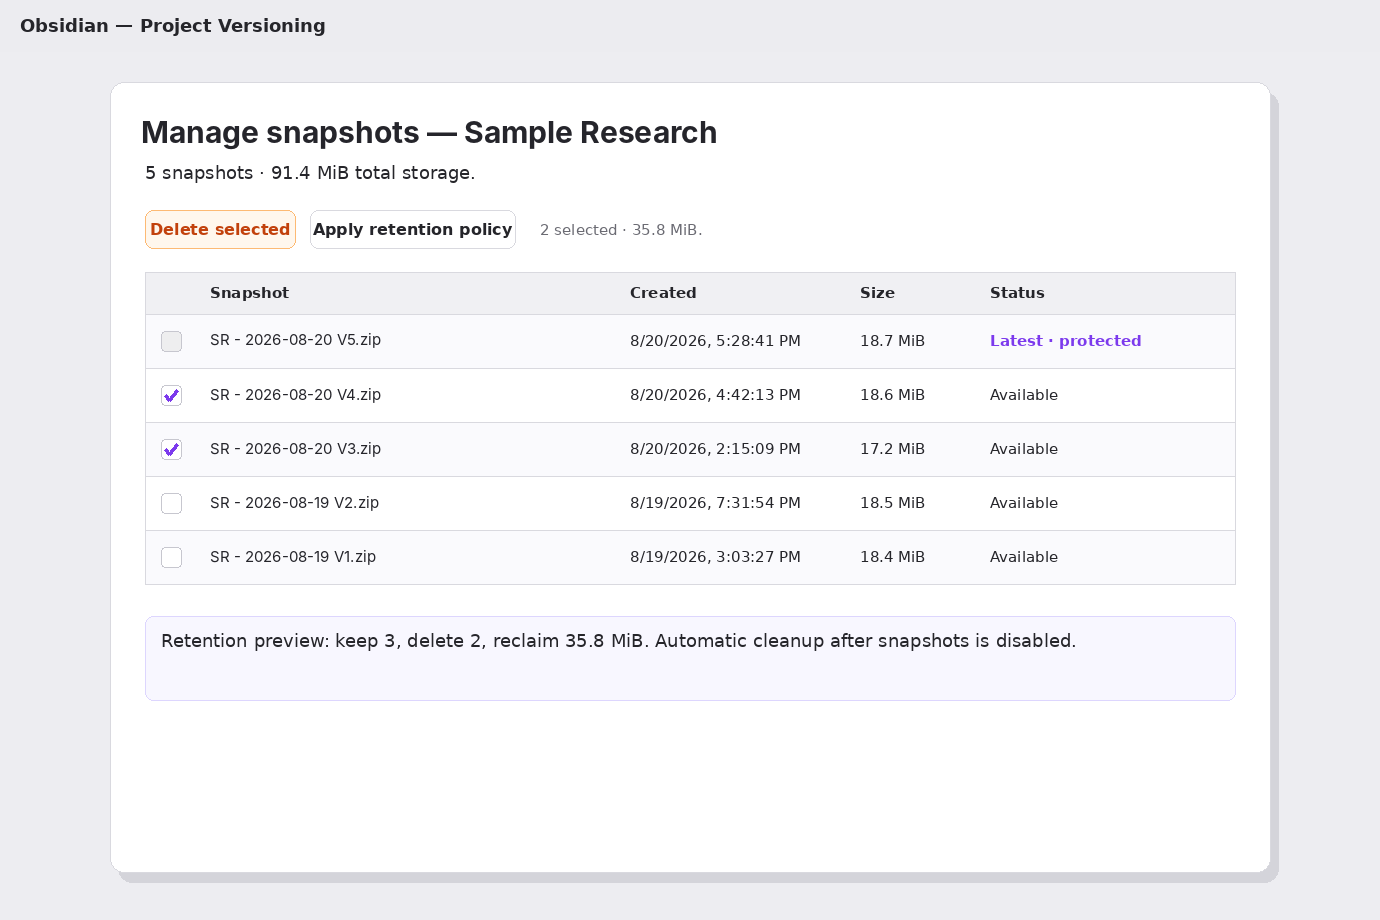 Obsidian — Project Versioning
Manage snapshots — Sample Research
5 snapshots · 91.4 MiB total storage.
Delete selected Apply retention policy 2 selected · 35.8 MiB.
Snapshot Created Size Status
SR - 2026-08-20 V5.zip 8/20/2026, 5:28:41 PM 18.7 MiB Latest · protected
SR - 2026-08-20 V4.zip 8/20/2026, 4:42:13 PM 18.6 MiB Available
SR - 2026-08-20 V3.zip 8/20/2026, 2:15:09 PM 17.2 MiB Available
SR - 2026-08-19 V2.zip 8/19/2026, 7:31:54 PM 18.5 MiB Available
SR - 2026-08-19 V1.zip 8/19/2026, 3:03:27 PM 18.4 MiB Available
Retention preview: keep 3, delete 2, reclaim 35.8 MiB. Automatic cleanup after snapshots is disabled.